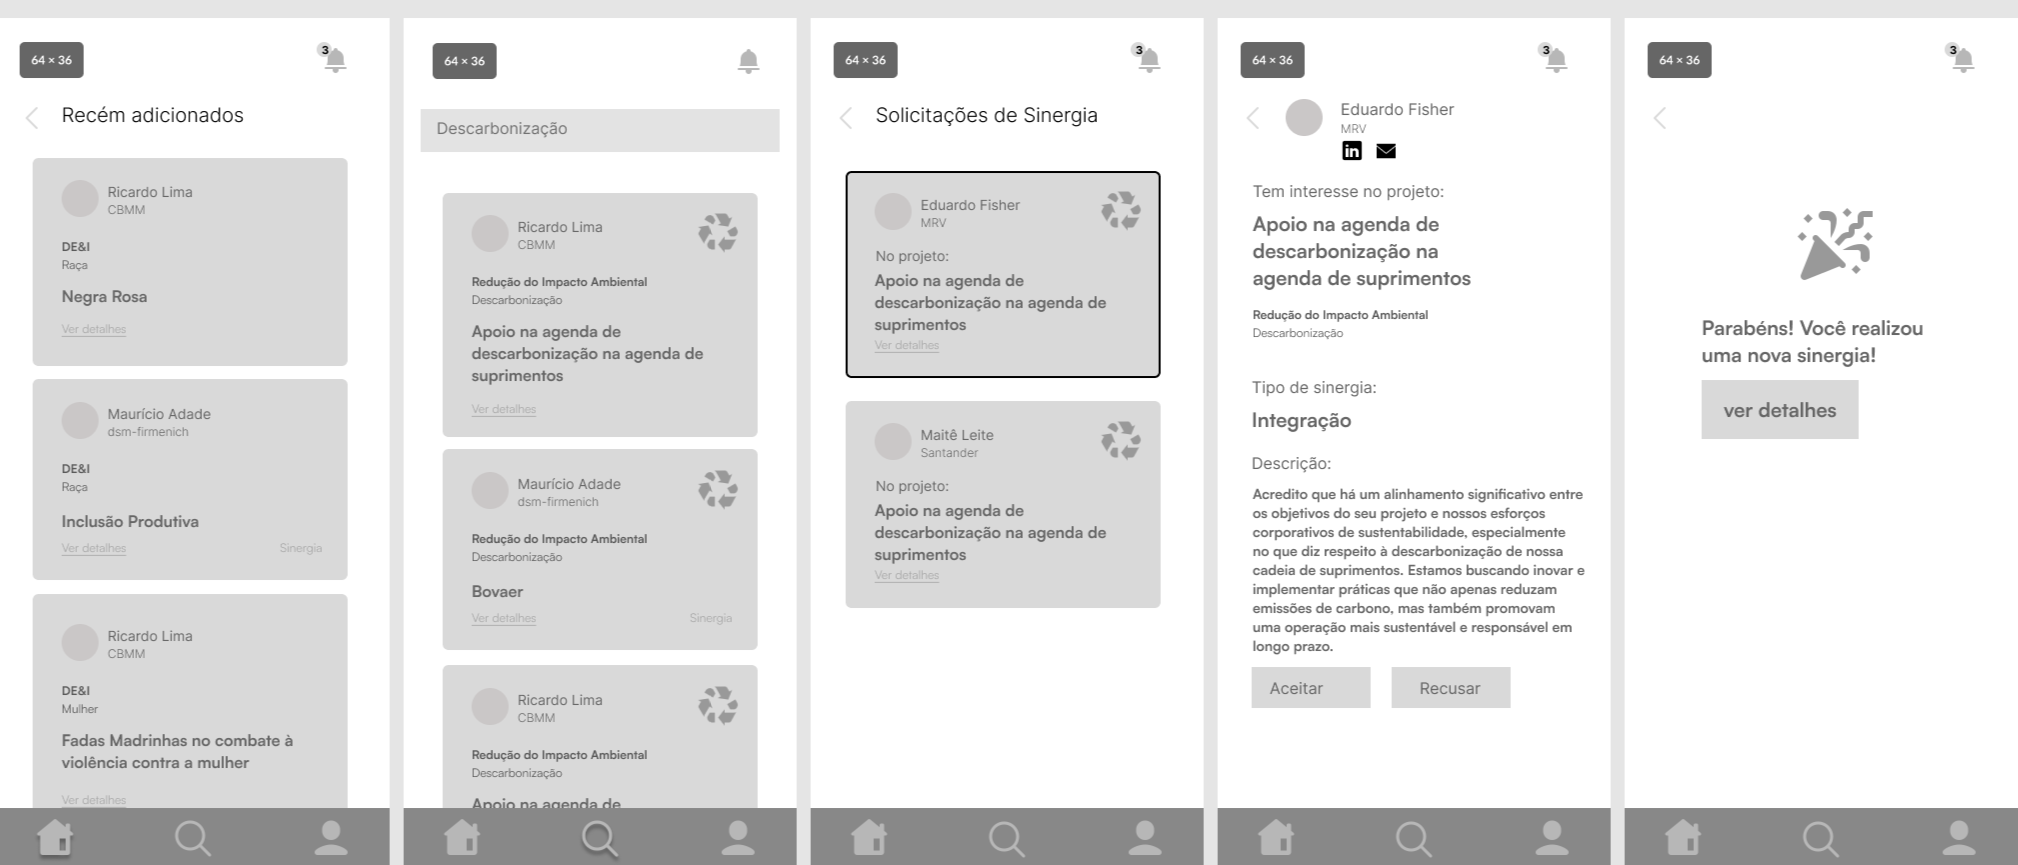 64 × 36
3
Recém adicionados
Ricardo Lima
CBMM
DE&I
Raça
Negra Rosa
Ver detalhes
Maurício Adade
dsm-firmenich
DE&I
Raça
Inclusão Produtiva
Ver detalhes
Sinergia
Ricardo Lima
CBMM
DE&I
Mulher
Fadas Madrinhas no combate à
violência contra a mulher
Ver detalhes
64 × 36
Descarbonização
Ricardo Lima
CBMM
Redução do Impacto Ambiental
Descarbonização
Apoio na agenda de
descarbonização na agenda de
suprimentos
Ver detalhes
Maurício Adade
dsm-firmenich
Redução do Impacto Ambiental
Descarbonização
Bovaer
Ver detalhes
Sinergia
Ricardo Lima
CBMM
Redução do Impacto Ambiental
Descarbonização
Apoio na agenda de
64 × 36
3
Solicitações de Sinergia
Eduardo Fisher
MRV
No projeto:
Apoio na agenda de
descarbonização na agenda de
suprimentos
Ver detalhes
Maitê Leite
Santander
No projeto:
Apoio na agenda de
descarbonização na agenda de
suprimentos
Ver detalhes
64 × 36
3
Eduardo Fisher
MRV
in
Tem interesse no projeto:
Apoio na agenda de
descarbonização na
agenda de suprimentos
Redução do Impacto Ambiental
Descarbonização
Tipo de sinergia:
Integração
Descrição:
Acredito que há um alinhamento significativo entre
os objetivos do seu projeto e nossos esforços
corporativos de sustentabilidade, especialmente
no que diz respeito à descarbonização de nossa
cadeia de suprimentos. Estamos buscando inovar e
implementar práticas que não apenas reduzam
emissões de carbono, mas também promovam
uma operação mais sustentável e responsável em
longo prazo.
Aceitar
Recusar
64 × 36
3
Parabéns! Você realizou
uma nova sinergia!
ver detalhes